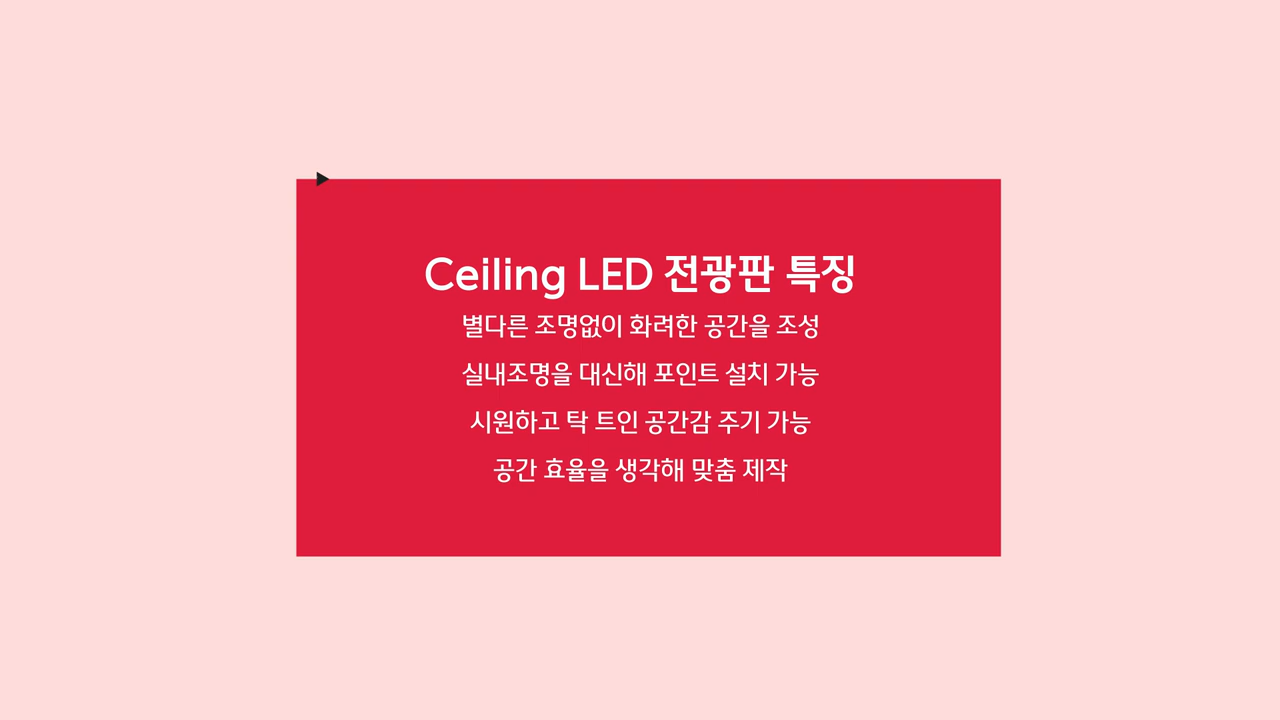 Ceiling LED 전광판 특징
별다른 조명없이 화려한 공간을 조성
실내조명을 대신해 포인트 설치 가능
시원하고 탁 트인 공간감 주기 가능
공간 효율을 생각해 맞춤 제작